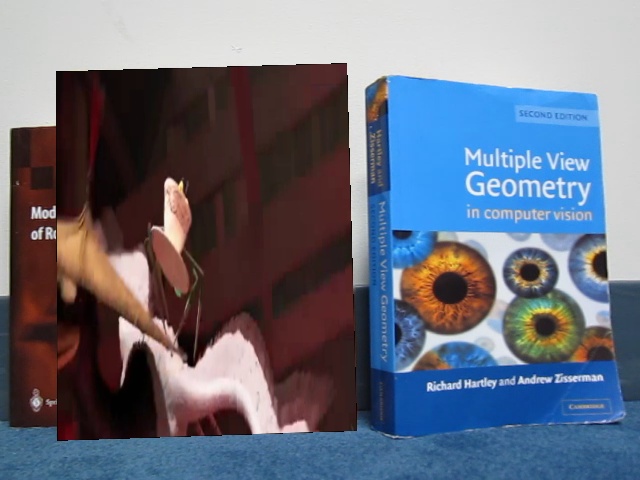 Mod
of Ro
Sprin
Hartley and
Zisserman
Multiple View Geometry
SECOND EDITION
Multiple View
Geometry
in computer vision
Richard Hartley and Andrew Zisserman
CAMBRIDGE